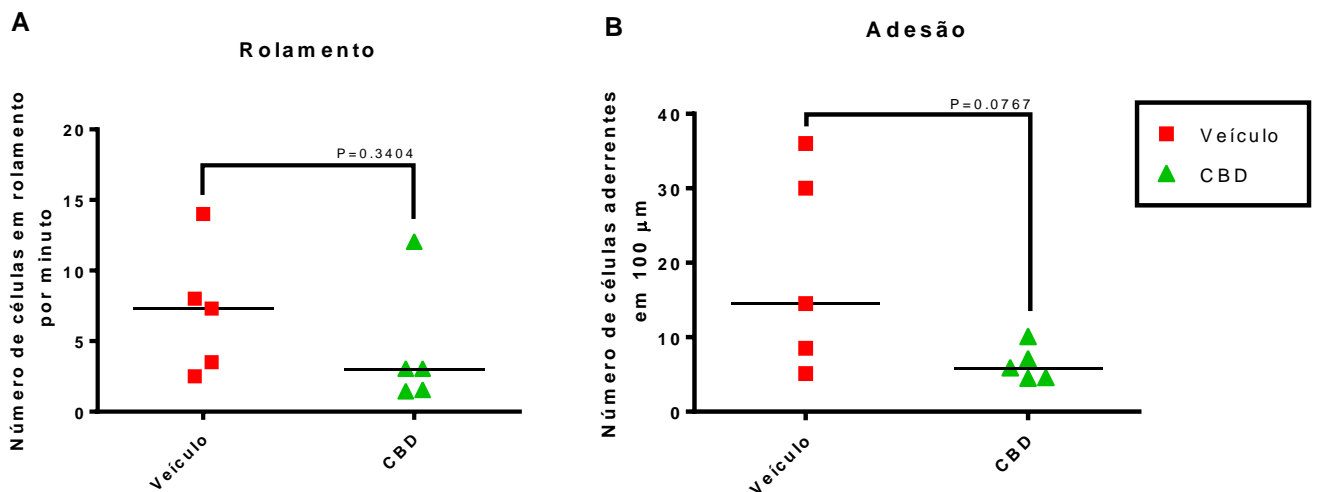 A
Rolamento
Número de células em rolamento
por minuto
20
15
10
5
0
P=0.3404
Veículo
CBD
B
Adesão
Número de células aderrentes
em 100 µm
40
30
20
10
0
P=0.0767
Veículo
CBD
Veículo
CBD